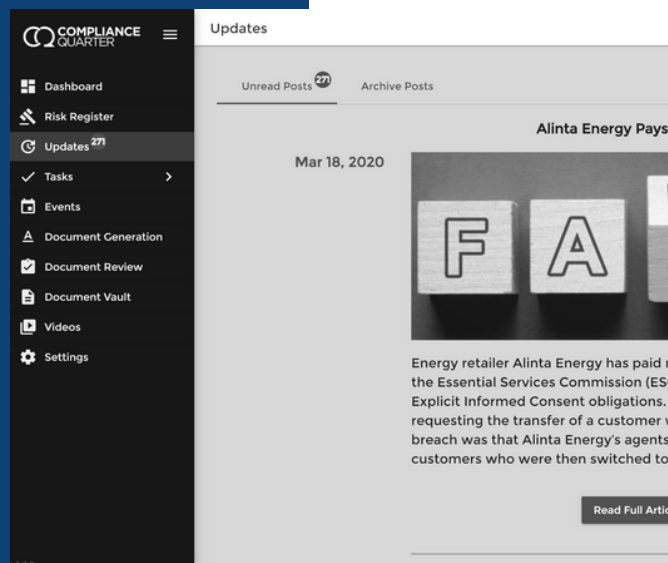 COMPLIANCE
QUARTER
Updates
Dashboard
Risk Register
Updates 271
Tasks
Events
Document Generation
Document Review
Document Vault
Videos
Settings
Unread Posts 271
Archive Posts
Alinta Energy Pays
Mar 18, 2020
F A
Energy retailer Alinta Energy has paid
the Essential Services Commission
Explicit Informed Consent obligations.
requesting the transfer of a customer
breach was that Alinta Energy's agents
customers who were then switched to
Read Full